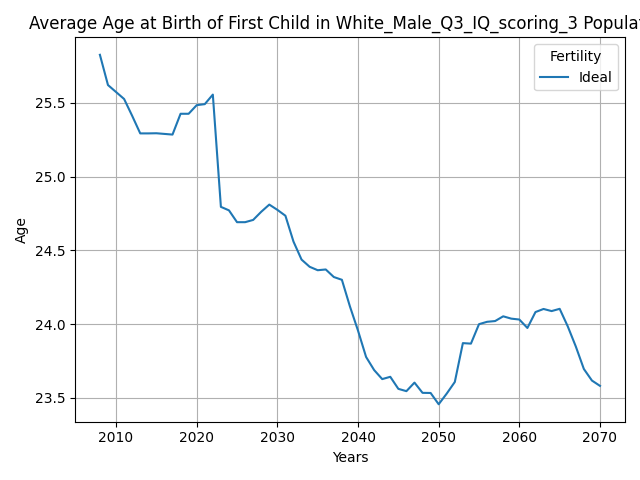 Average Age at Birth of First Child in White_Male_Q3_IQ_scoring_3 Popula
Fertility
Ideal
25.5
25.0
24.5
24.0
23.5
Age
2010 2020 2030 2040 2050 2060 2070
Years